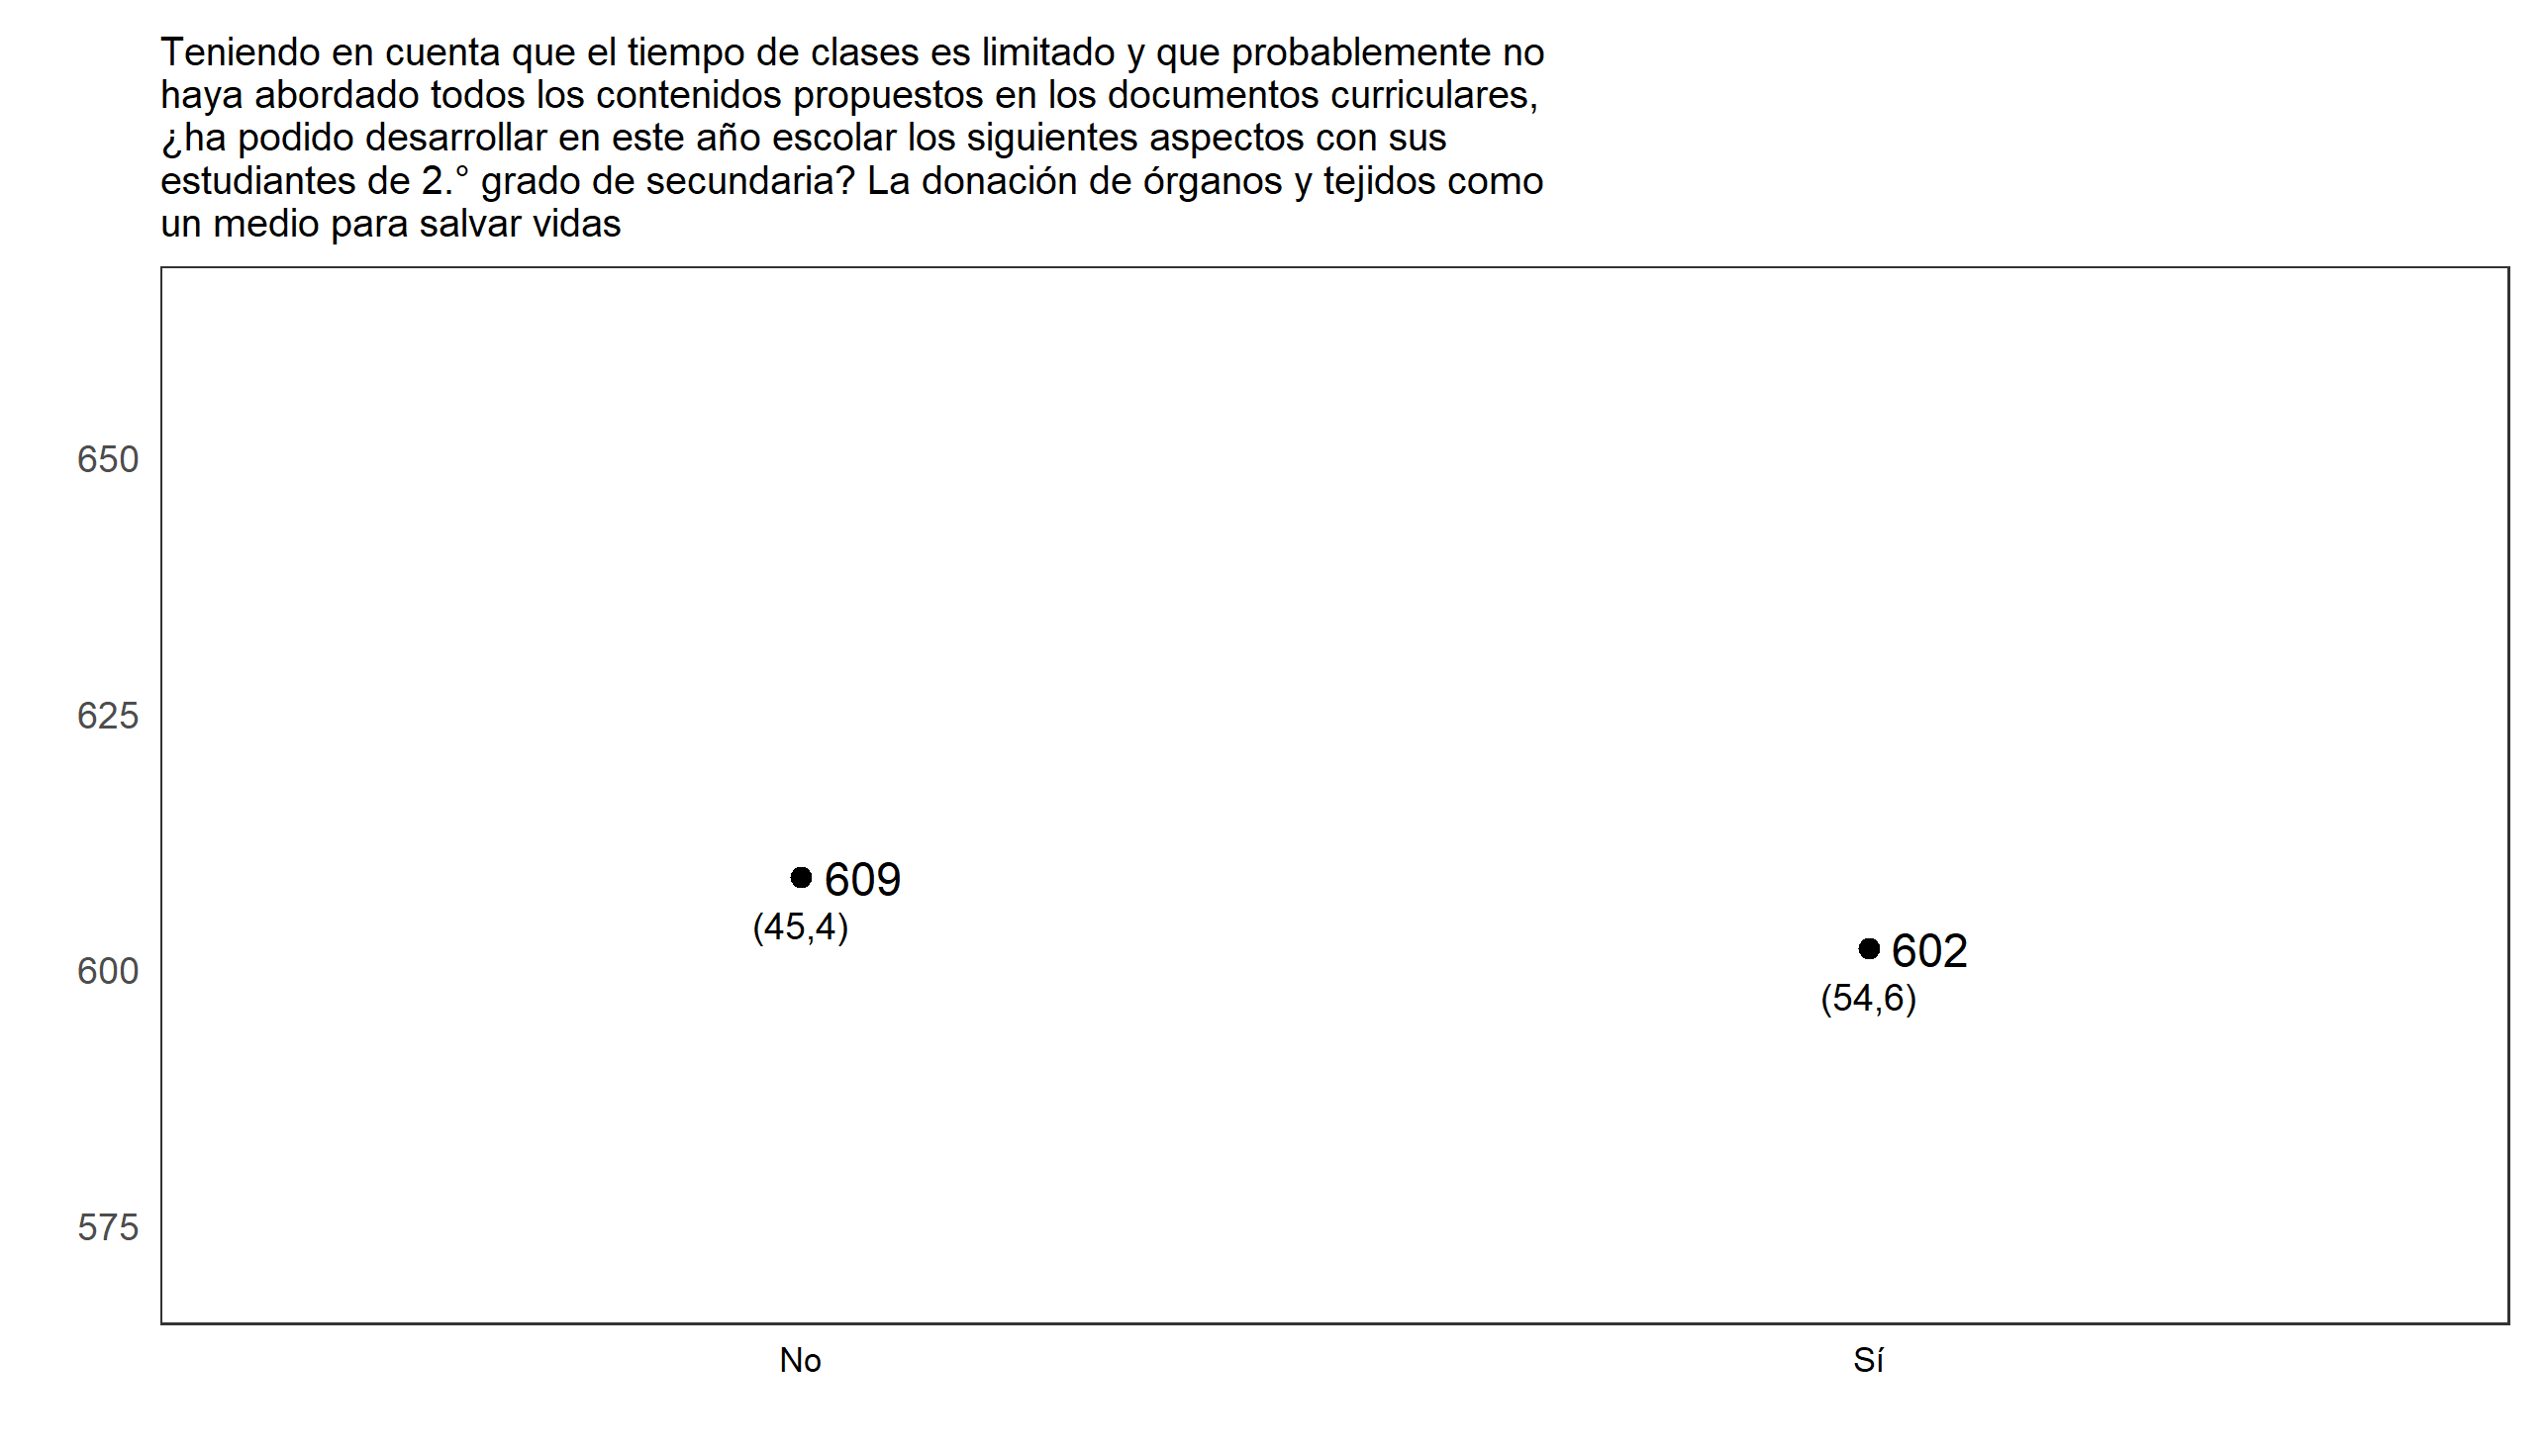 Teniendo en cuenta que el tiempo de clases es limitado y que probablemente no
haya abordado todos los contenidos propuestos en los documentos curriculares,
¿ha podido desarrollar en este año escolar los siguientes aspectos con sus
estudiantes de 2.° grado de secundaria? La donación de órganos y tejidos como
un medio para salvar vidas
650
625
609
(45,4)
602
600
(54,6)
575
No
Sí